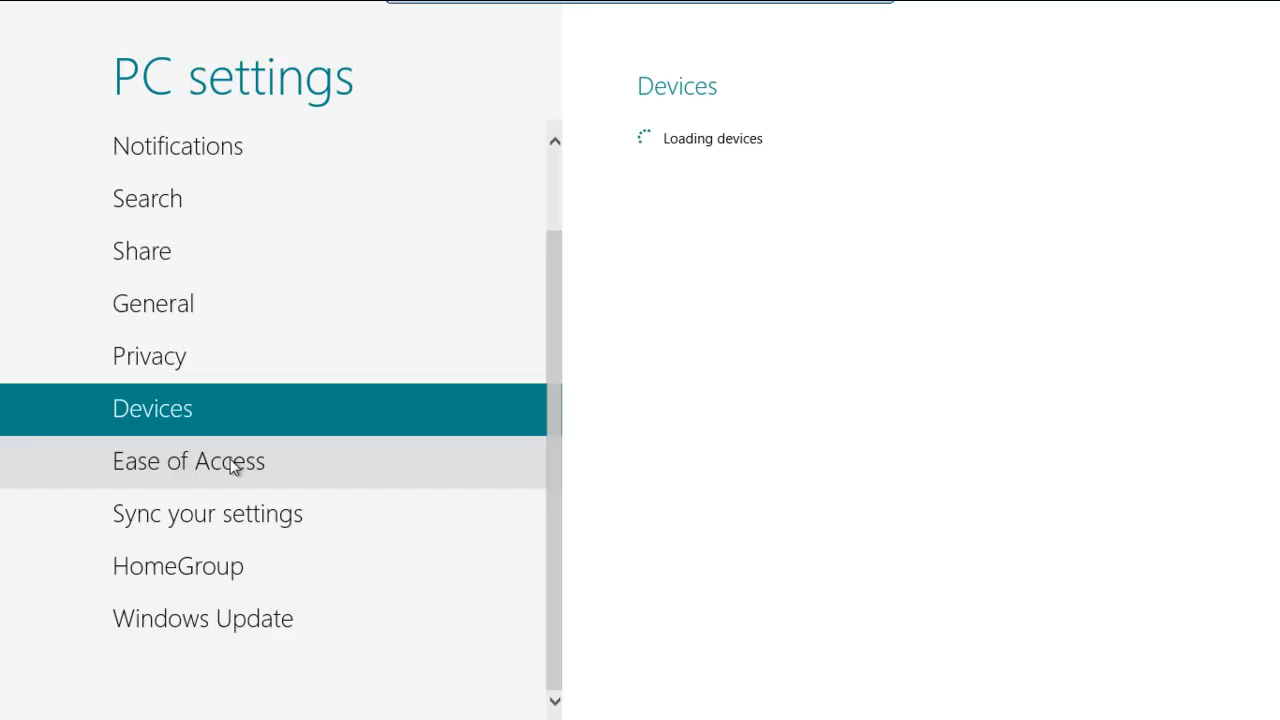 PC settings
Notifications
Search
Share
General
Privacy
Devices
Ease of Access
Sync your settings
HomeGroup
Windows Update
Devices
Loading devices